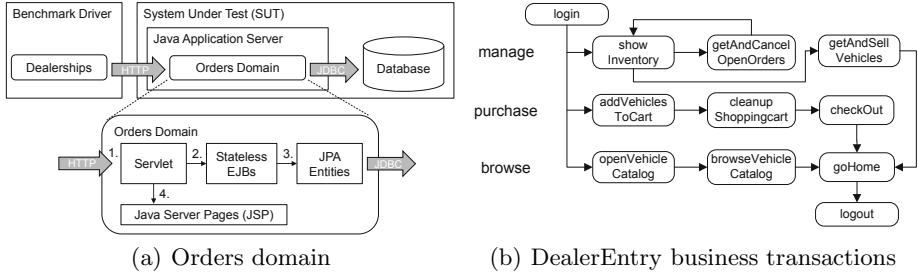 Benchmark Driver
System Under Test (SUT)
Java Application Server
Dealerships
HTTP
Orders Domain
JDBC
Database
Orders Domain
HTTP
1.
Servlet
2.
Stateless
EJBs
3.
JPA
Entities
JDBC
4.
Java Server Pages (JSP)
(a) Orders domain
login
manage
show
Inventory
getAndCancel
OpenOrders
getAndSell
Vehicles
purchase
addVehicles
ToCart
cleanup
Shoppingcart
checkOut
browse
openVehicle
Catalog
browseVehicle
Catalog
goHome
logout
(b) DealerEntry business transactions